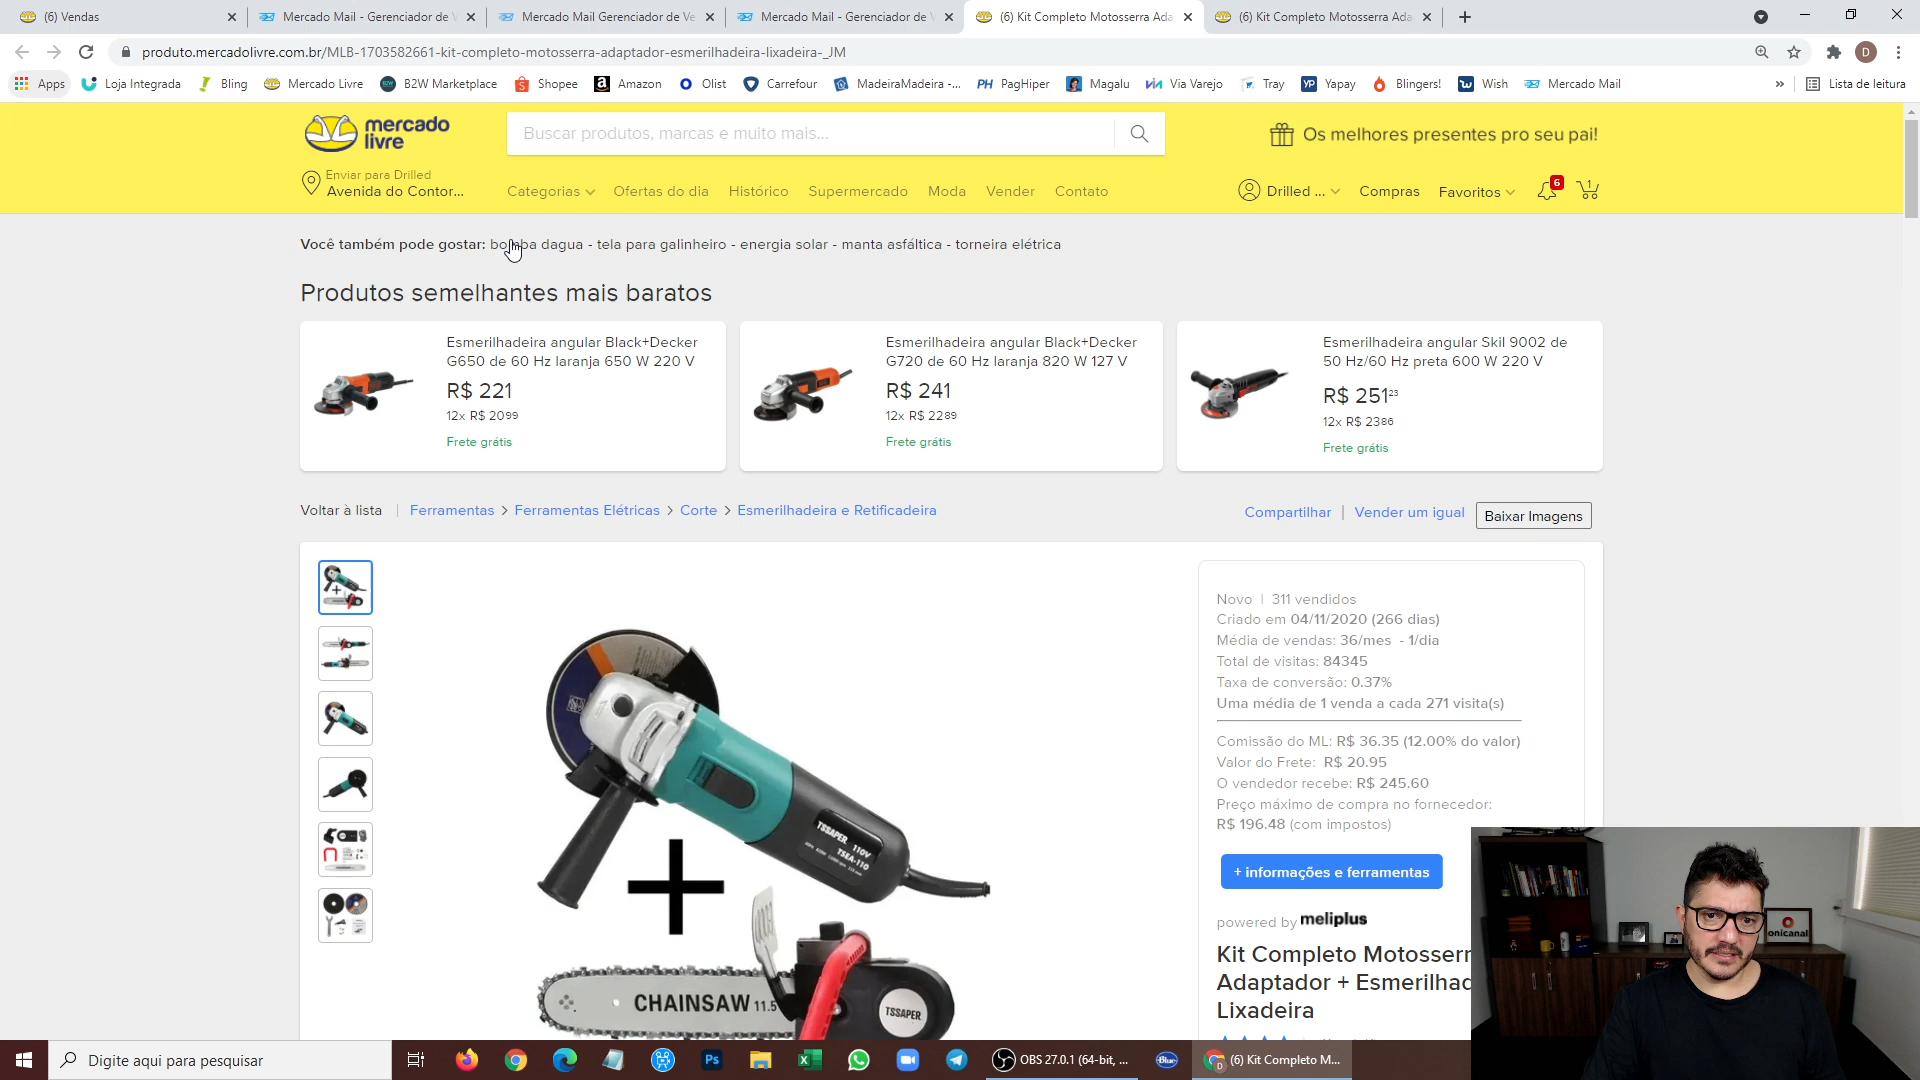 (6) Vendas
Mercado Mail - Gerenciador de V
Mercado Mail Gerenciador de Ve
Mercado Mail - Gerenciador de V
(6) Kit Completo Motosserra Ada
(6) Kit Completo Motosserra Ada
produto.mercadolivre.com.br/MLB-1703582661-kit-completo-motosserra-adaptador-esmerilhadeira-lixadeira-_JM
D
Apps
Loja Integrada
Bling
Mercado Livre
B2W Marketplace
Shopee
Amazon
Olist
Carrefour
MadeiraMadeira -...
PagHiper
Magalu
Via Varejo
Tray
Yapay
Blingers!
Wish
Mercado Mail
»
Lista de leitura
mercado
livre
Buscar produtos, marcas e muito mais...
Os melhores presentes pro seu pai!
Enviar para Drilled
Avenida do Contor...
Categorias
Ofertas do dia
Histórico
Supermercado
Moda
Vender
Contato
Drilled ...
Compras
Favoritos
6
1
Você também pode gostar: bomba dagua - tela para galinheiro - energia solar - manta asfáltica - torneira elétrica
Produtos semelhantes mais baratos
Esmerilhadeira angular Black+Decker
G650 de 60 Hz laranja 650 W 220 V
R$ 221
12x R$ 2099
Frete grátis
Esmerilhadeira angular Black+Decker
G720 de 60 Hz laranja 820 W 127 V
R$ 241
12x R$ 2289
Frete grátis
Esmerilhadeira angular Skil 9002 de
50 Hz/60 Hz preta 600 W 220 V
R$ 25123
12x R$ 2386
Frete grátis
Voltar à lista
Ferramentas > Ferramentas Elétricas > Corte > Esmerilhadeira e Retificadeira
Compartilhar | Vender um igual
Baixar Imagens
Novo | 311 vendidos
Criado em 04/11/2020 (266 dias)
Média de vendas: 36/mes - 1/dia
Total de visitas: 84345
Taxa de conversão: 0.37%
Uma média de 1 venda a cada 271 visita(s)
Comissão do ML: R$ 36.35 (12.00% do valor)
Valor do Frete: R$ 20.95
O vendedor recebe: R$ 245.60
Preço máximo de compra no fornecedor:
R$ 196.48 (com impostos)
+ informações e ferramentas
powered by meliplus
Kit Completo Motosserr
Adaptador + Esmerilhad
Lixadeira
TSSAPER 110V
TSEA-110
CHAINSAW 11.5
TSSAPER
onicanal
Digite aqui para pesquisar
Ps
OBS 27.0.1 (64-bit, ...
Blue
(6) Kit Completo M...